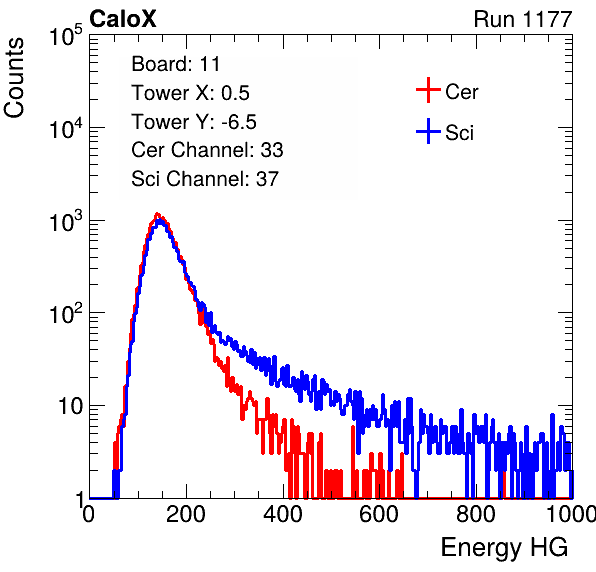 CaloX Run 1177
Counts
10^5
10^4
10^3
10^2
10
1
Board: 11
Tower X: 0.5
Tower Y: -6.5
Cer Channel: 33
Sci Channel: 37
Cer
Sci
0 200 400 600 800 1000
Energy HG